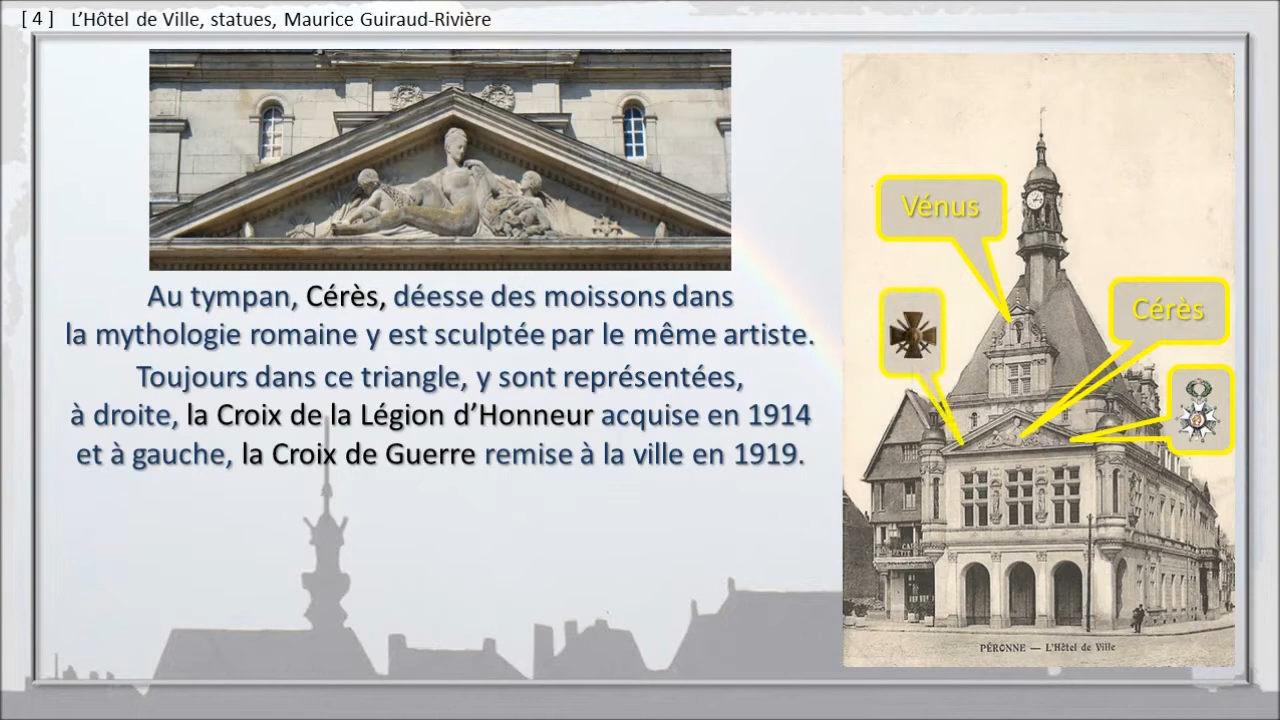 [ 4 ] L’Hôtel de Ville, statues, Maurice Guiraud-Rivière
Au tympan, Cérès, déesse des moissons dans
la mythologie romaine y est sculptée par le même artiste.
Toujours dans ce triangle, y sont représentées,
à droite, la Croix de la Légion d’Honneur acquise en 1914
et à gauche, la Croix de Guerre remise à la ville en 1919.
Vénus
Cérès
PÉRONNE — L'Hôtel de Ville